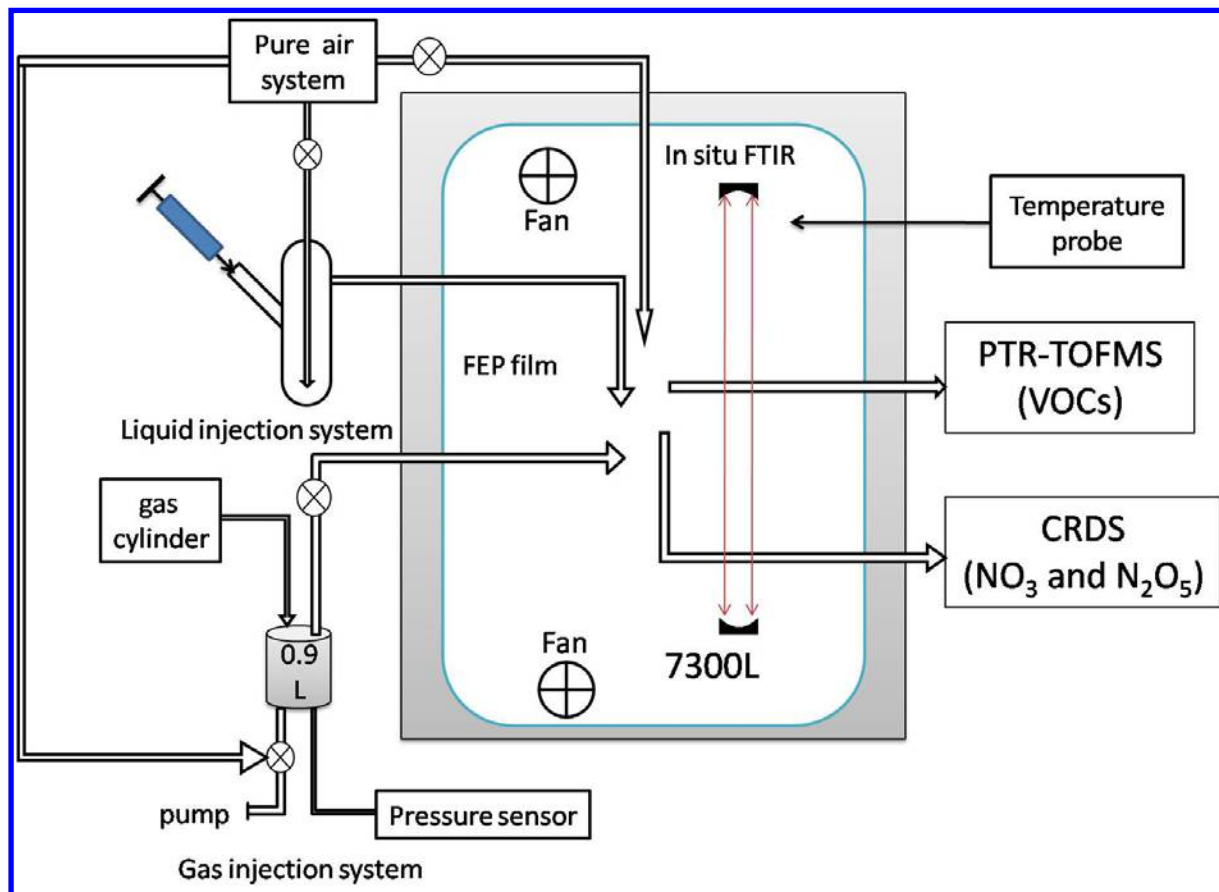 Pure air
system
In situ FTIR
Fan
Temperature
probe
FEP film
PTR-TOFMS
(VOCs)
Liquid injection system
gas
cylinder
CRDS
(NO₃ and N₂O₅)
0.9
L
Fan
7300L
pump
Pressure sensor
Gas injection system